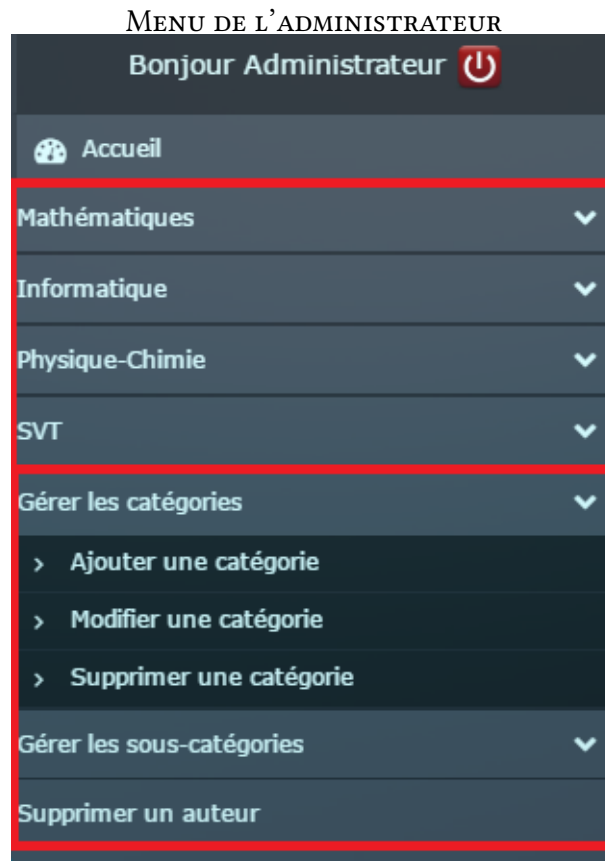 Menu de l’administrateur
Bonjour Administrateur
Accueil
Mathématiques
Informatique
Physique-Chimie
SVT
Gérer les catégories
Ajouter une catégorie
Modifier une catégorie
Supprimer une catégorie
Gérer les sous-catégories
Supprimer un auteur